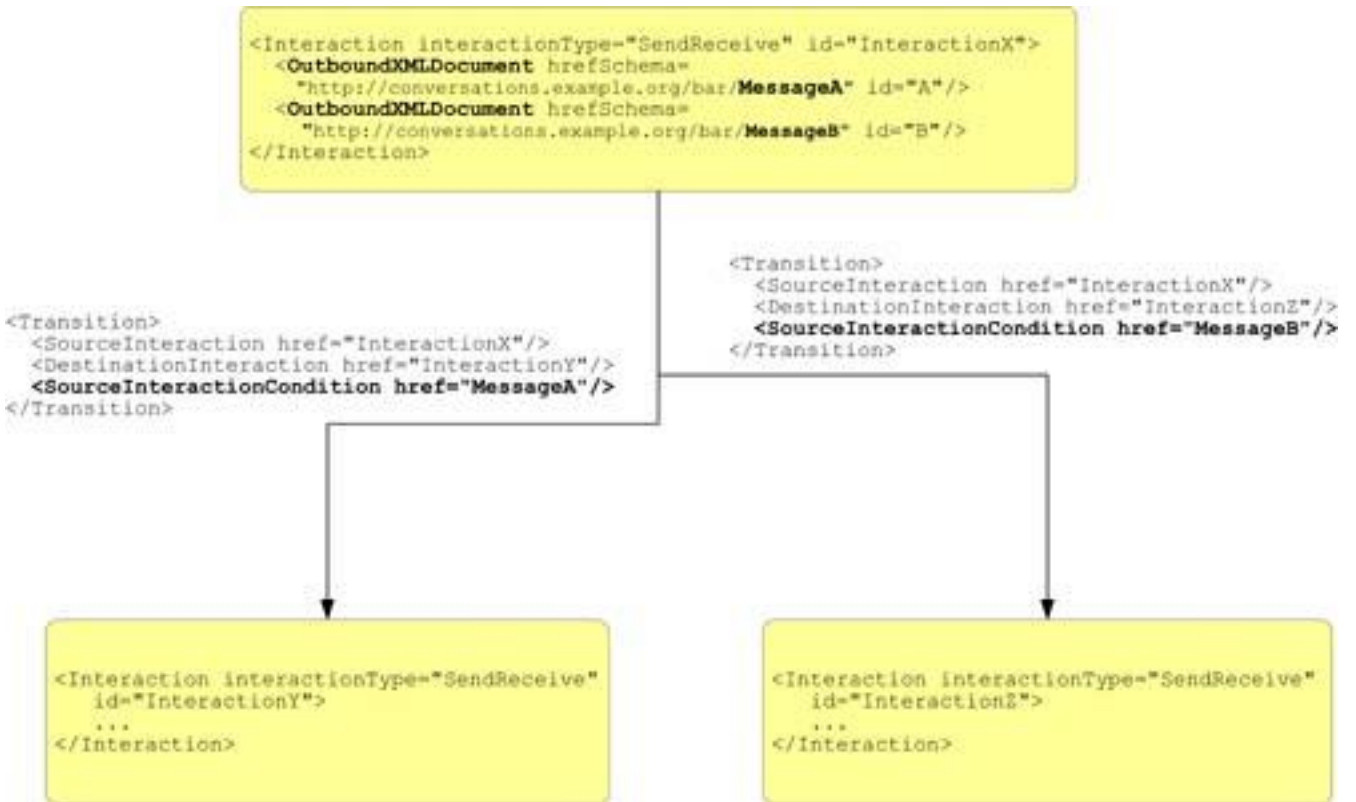 <Interaction interactionType="SendReceive" id="InteractionX">
<OutboundXMLDocument hrefSchema=
"http://conversations.example.org/bar/MessageA" id="A"/>
<OutboundXMLDocument hrefSchema=
"http://conversations.example.org/bar/MessageB" id="B"/>
</Interaction>
<Transition>
<SourceInteraction href="InteractionX"/>
<DestinationInteraction href="InteractionZ"/>
<SourceInteractionCondition href="MessageB"/>
</Transition>
<Transition>
<SourceInteraction href="InteractionX"/>
<DestinationInteraction href="InteractionY"/>
<SourceInteractionCondition href="MessageA"/>
</Transition>
<Interaction interactionType="SendReceive"
id="InteractionY">
...
</Interaction>
<Interaction interactionType="SendReceive"
id="InteractionZ">
...
</Interaction>